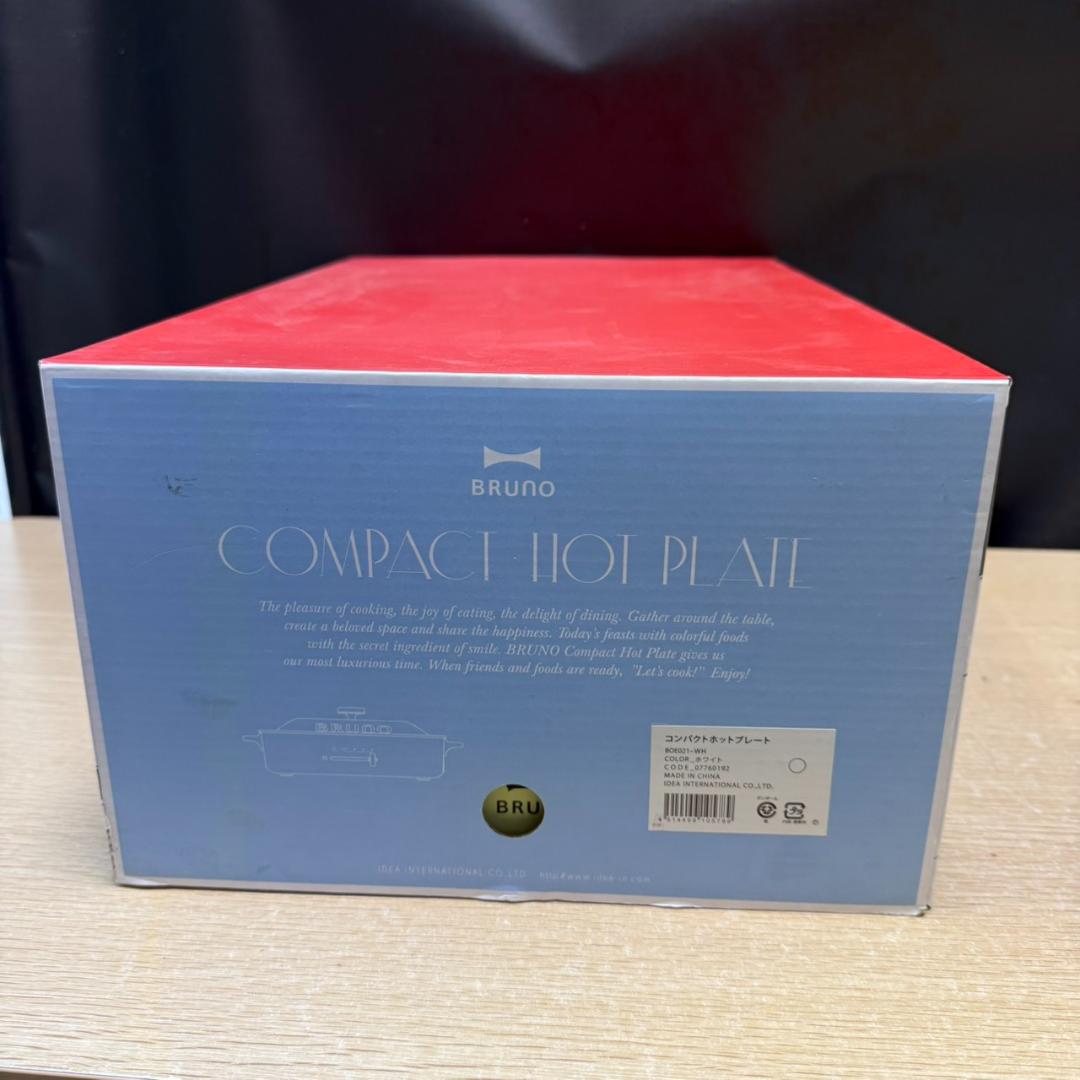 BRUNO
COMPACT HOT PLATE
The pleasure of cooking, the joy of eating, the delight of dining. Gather around the table,
create a beloved space and share the happiness. Today's feasts with colorful foods
with the secret ingredient of smile. BRUNO Compact Hot Plate gives us
our most luxurious time. When friends and foods are ready, "Let's cook!" Enjoy!
BRUNO
BRU
コンパクトホットプレート
BOE021-WH
COLOR_ホワイト
CODE_07760192
MADE IN CHINA
IDEA INTERNATIONAL CO.,LTD.
IDEA INTERNATIONAL CO.LTD. http://www.idea-in.com